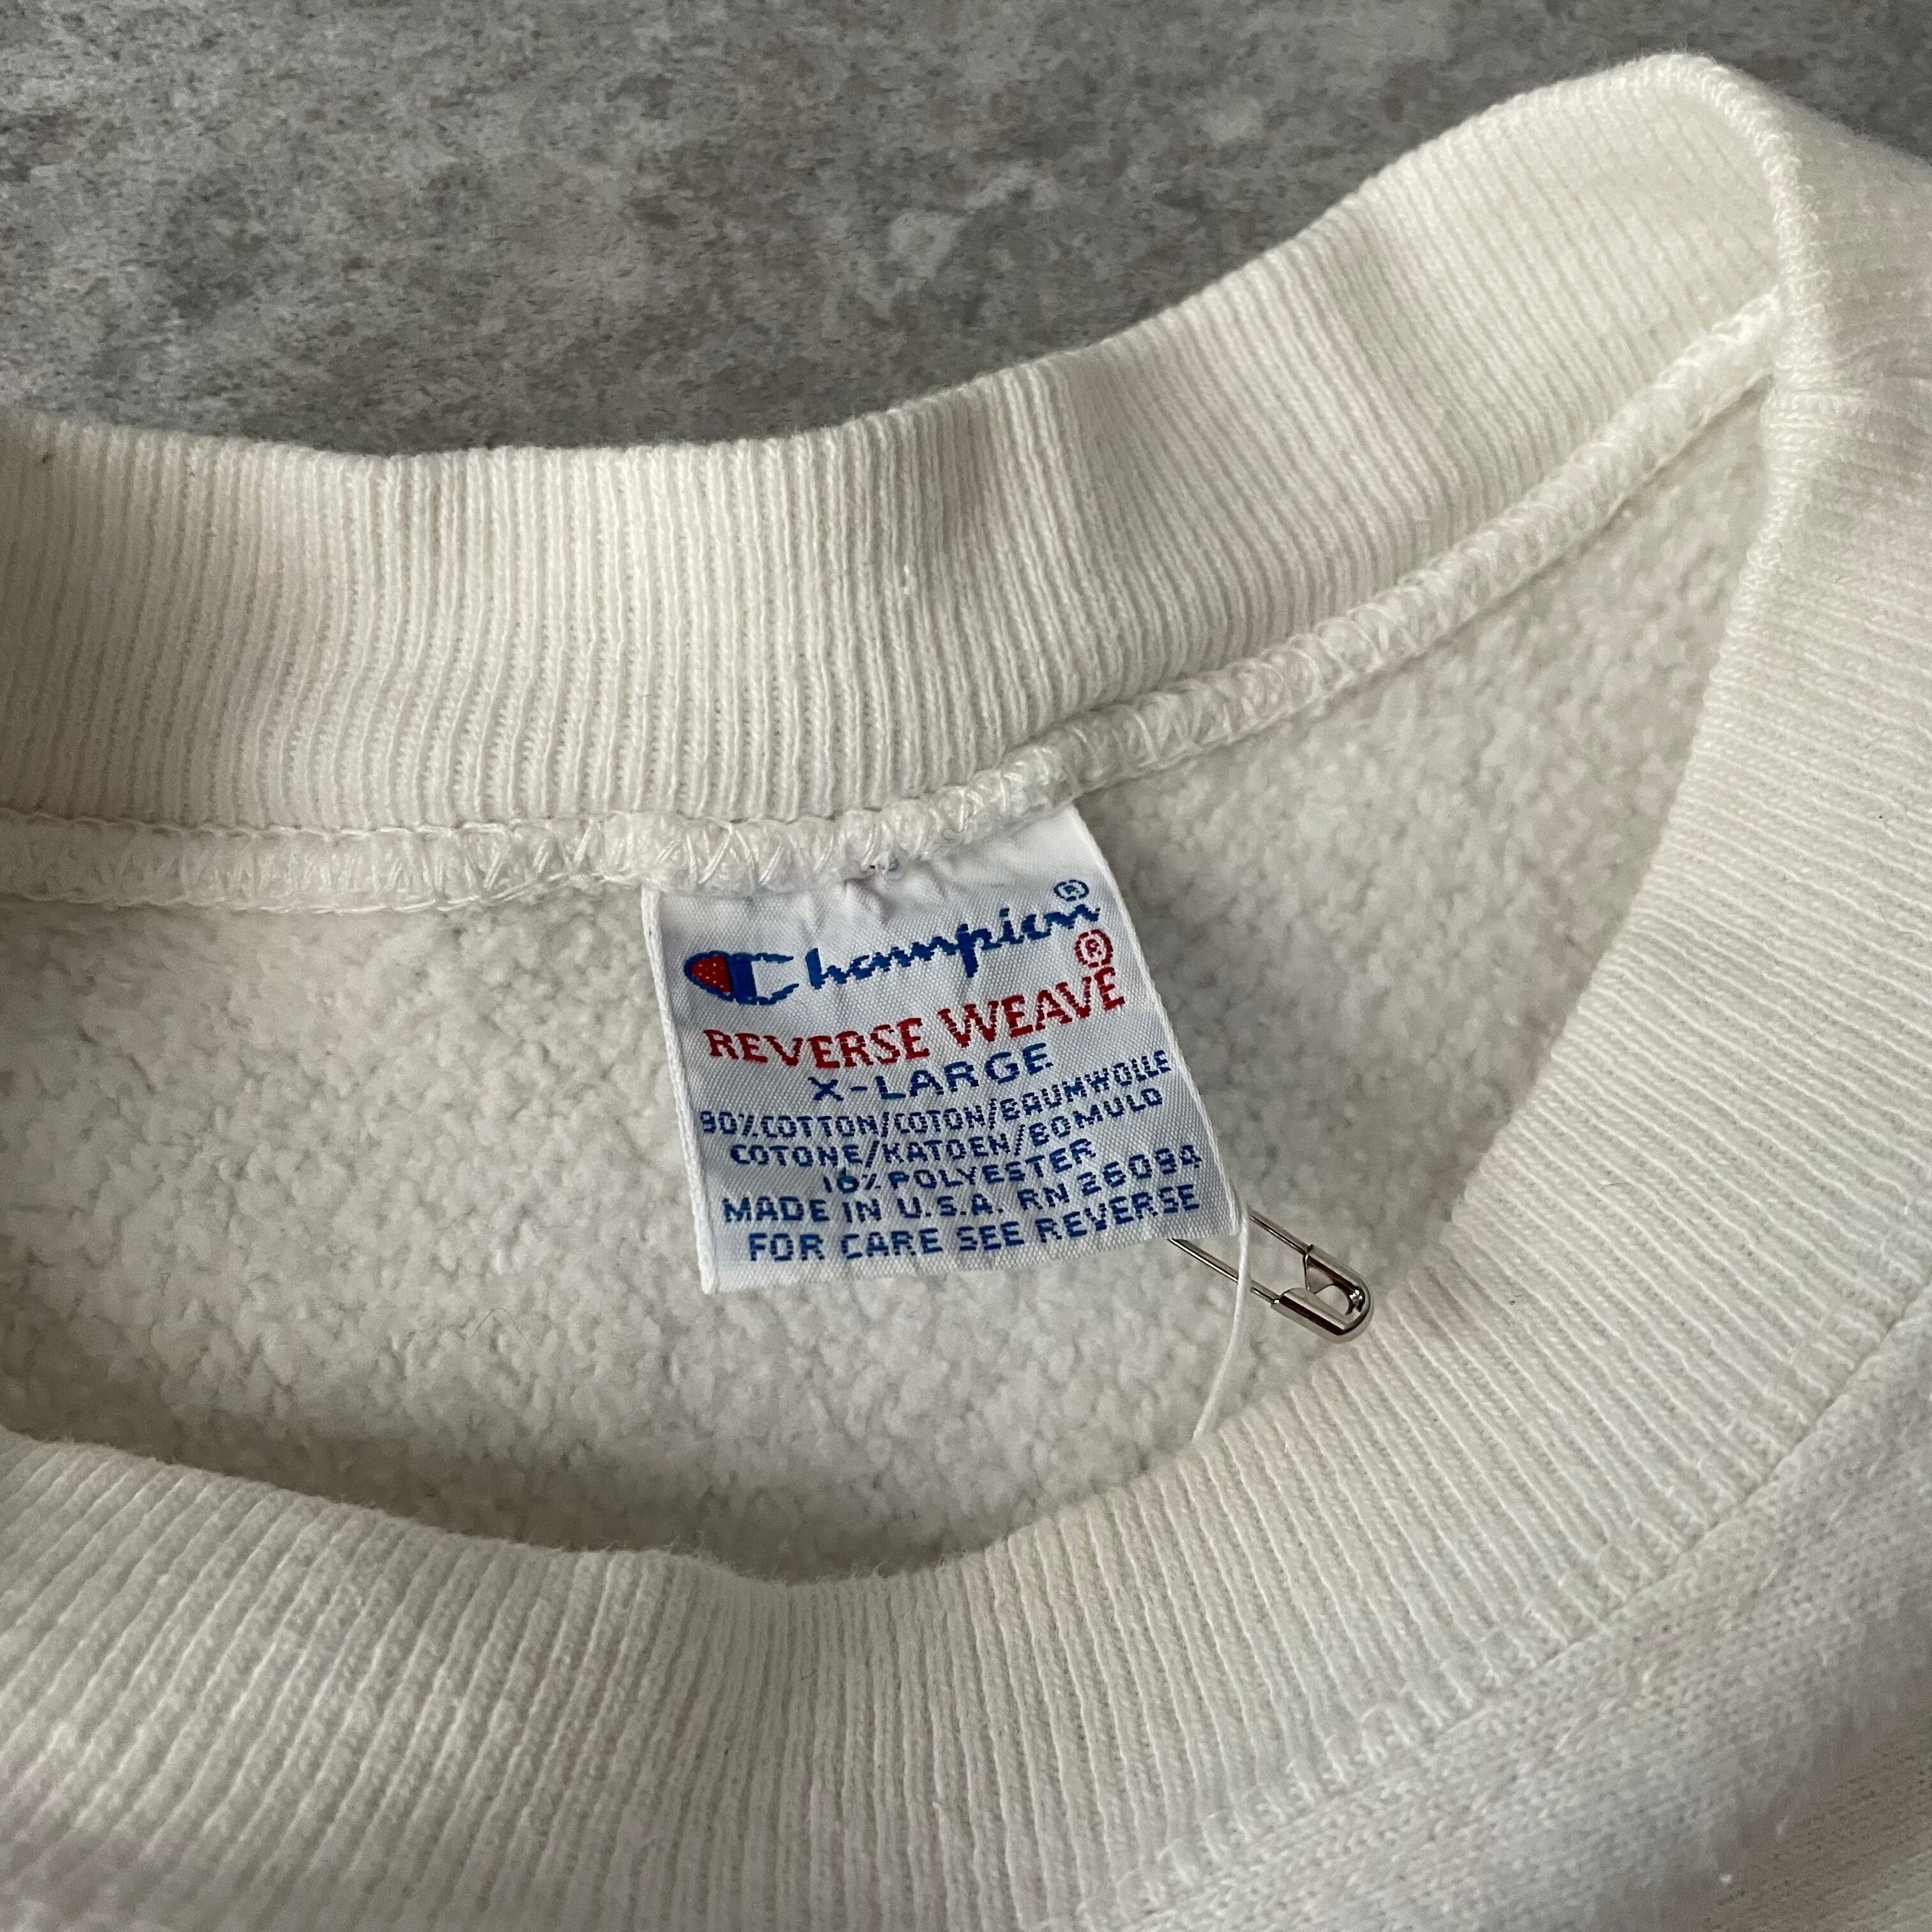 Champion®
REVERSE WEAVE®
X-LARGE
90% COTTON/COTON/BAUMWOLLE
COTONE/KATOEN/BOMULD
10% POLYESTER
MADE IN U.S.A. RN 26094
FOR CARE SEE REVERSE